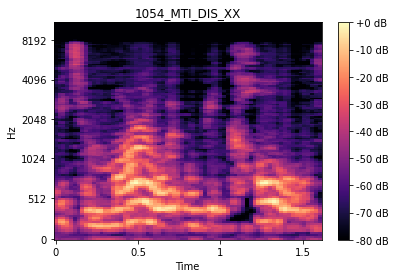 1054_MTI_DIS_XX
Hz
8192
4096
2048
1024
512
0
0
0.5
1
1.5
Time
+0 dB
-10 dB
-20 dB
-30 dB
-40 dB
-50 dB
-60 dB
-70 dB
-80 dB